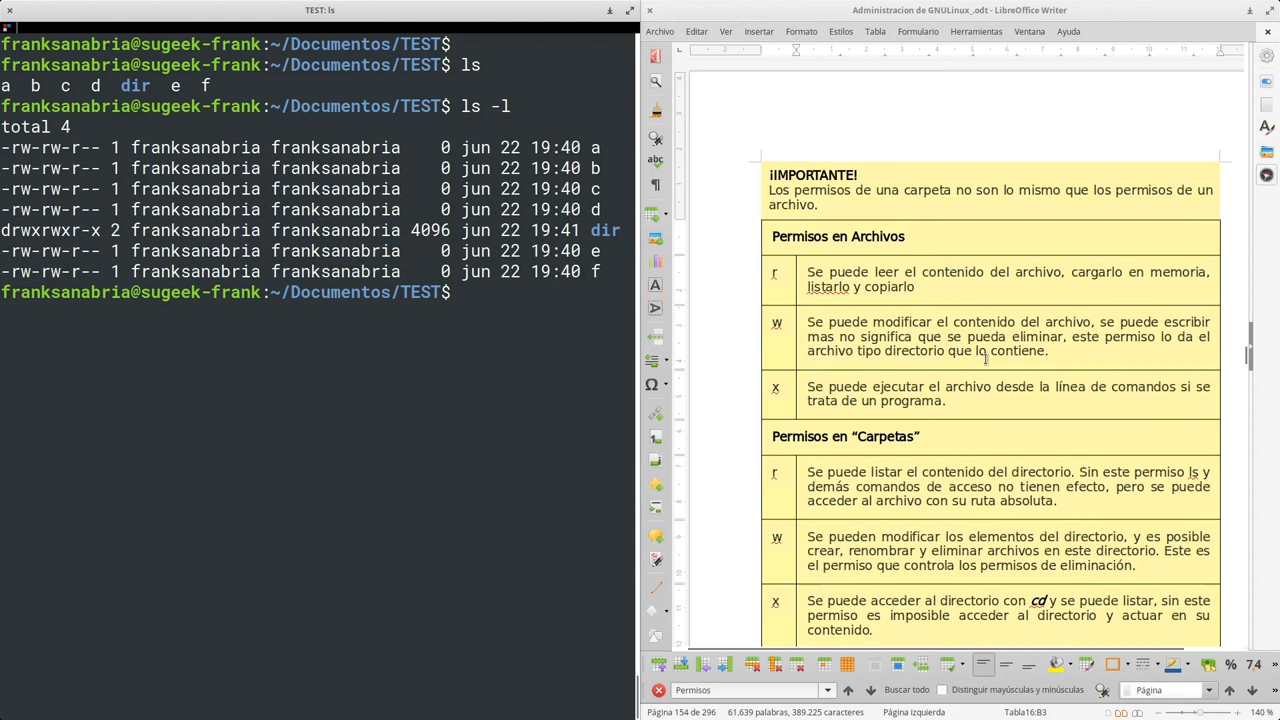 TEST: ls
franksanabria@sugeek-frank:~/Documentos/TEST$
franksanabria@sugeek-frank:~/Documentos/TEST$ ls
a b c d dir e f
franksanabria@sugeek-frank:~/Documentos/TEST$ ls -l
total 4
-rw-rw-r-- 1 franksanabria franksanabria 0 jun 22 19:40 a
-rw-rw-r-- 1 franksanabria franksanabria 0 jun 22 19:40 b
-rw-rw-r-- 1 franksanabria franksanabria 0 jun 22 19:40 c
-rw-rw-r-- 1 franksanabria franksanabria 0 jun 22 19:40 d
drwxrwxr-x 2 franksanabria franksanabria 4096 jun 22 19:41 dir
-rw-rw-r-- 1 franksanabria franksanabria 0 jun 22 19:40 e
-rw-rw-r-- 1 franksanabria franksanabria 0 jun 22 19:40 f
franksanabria@sugeek-frank:~/Documentos/TEST$
Administracion de GNULinux_.odt - LibreOffice Writer
Archivo Editar Ver Insertar Formato Estilos Tabla Formulario Herramientas Ventana Ayuda
¡IMPORTANTE!
Los permisos de una carpeta no son lo mismo que los permisos de un
archivo.
Permisos en Archivos
r Se puede leer el contenido del archivo, cargarlo en memoria,
listarlo y copiarlo
w Se puede modificar el contenido del archivo, se puede escribir
mas no significa que se pueda eliminar, este permiso lo da el
archivo tipo directorio que lo contiene.
x Se puede ejecutar el archivo desde la línea de comandos si se
trata de un programa.
Permisos en “Carpetas”
r Se puede listar el contenido del directorio. Sin este permiso ls y
demás comandos de acceso no tienen efecto, pero se puede
acceder al archivo con su ruta absoluta.
w Se pueden modificar los elementos del directorio, y es posible
crear, renombrar y eliminar archivos en este directorio. Este es
el permiso que controla los permisos de eliminación.
x Se puede acceder al directorio con cd y se puede listar, sin este
permiso es imposible acceder al directorio y actuar en su
contenido.
Permisos Buscar todo Distinguir mayúsculas y minúsculas Página
Página 154 de 296 61.639 palabras, 389.225 caracteres Página izquierda Tabla16:B3 140 %